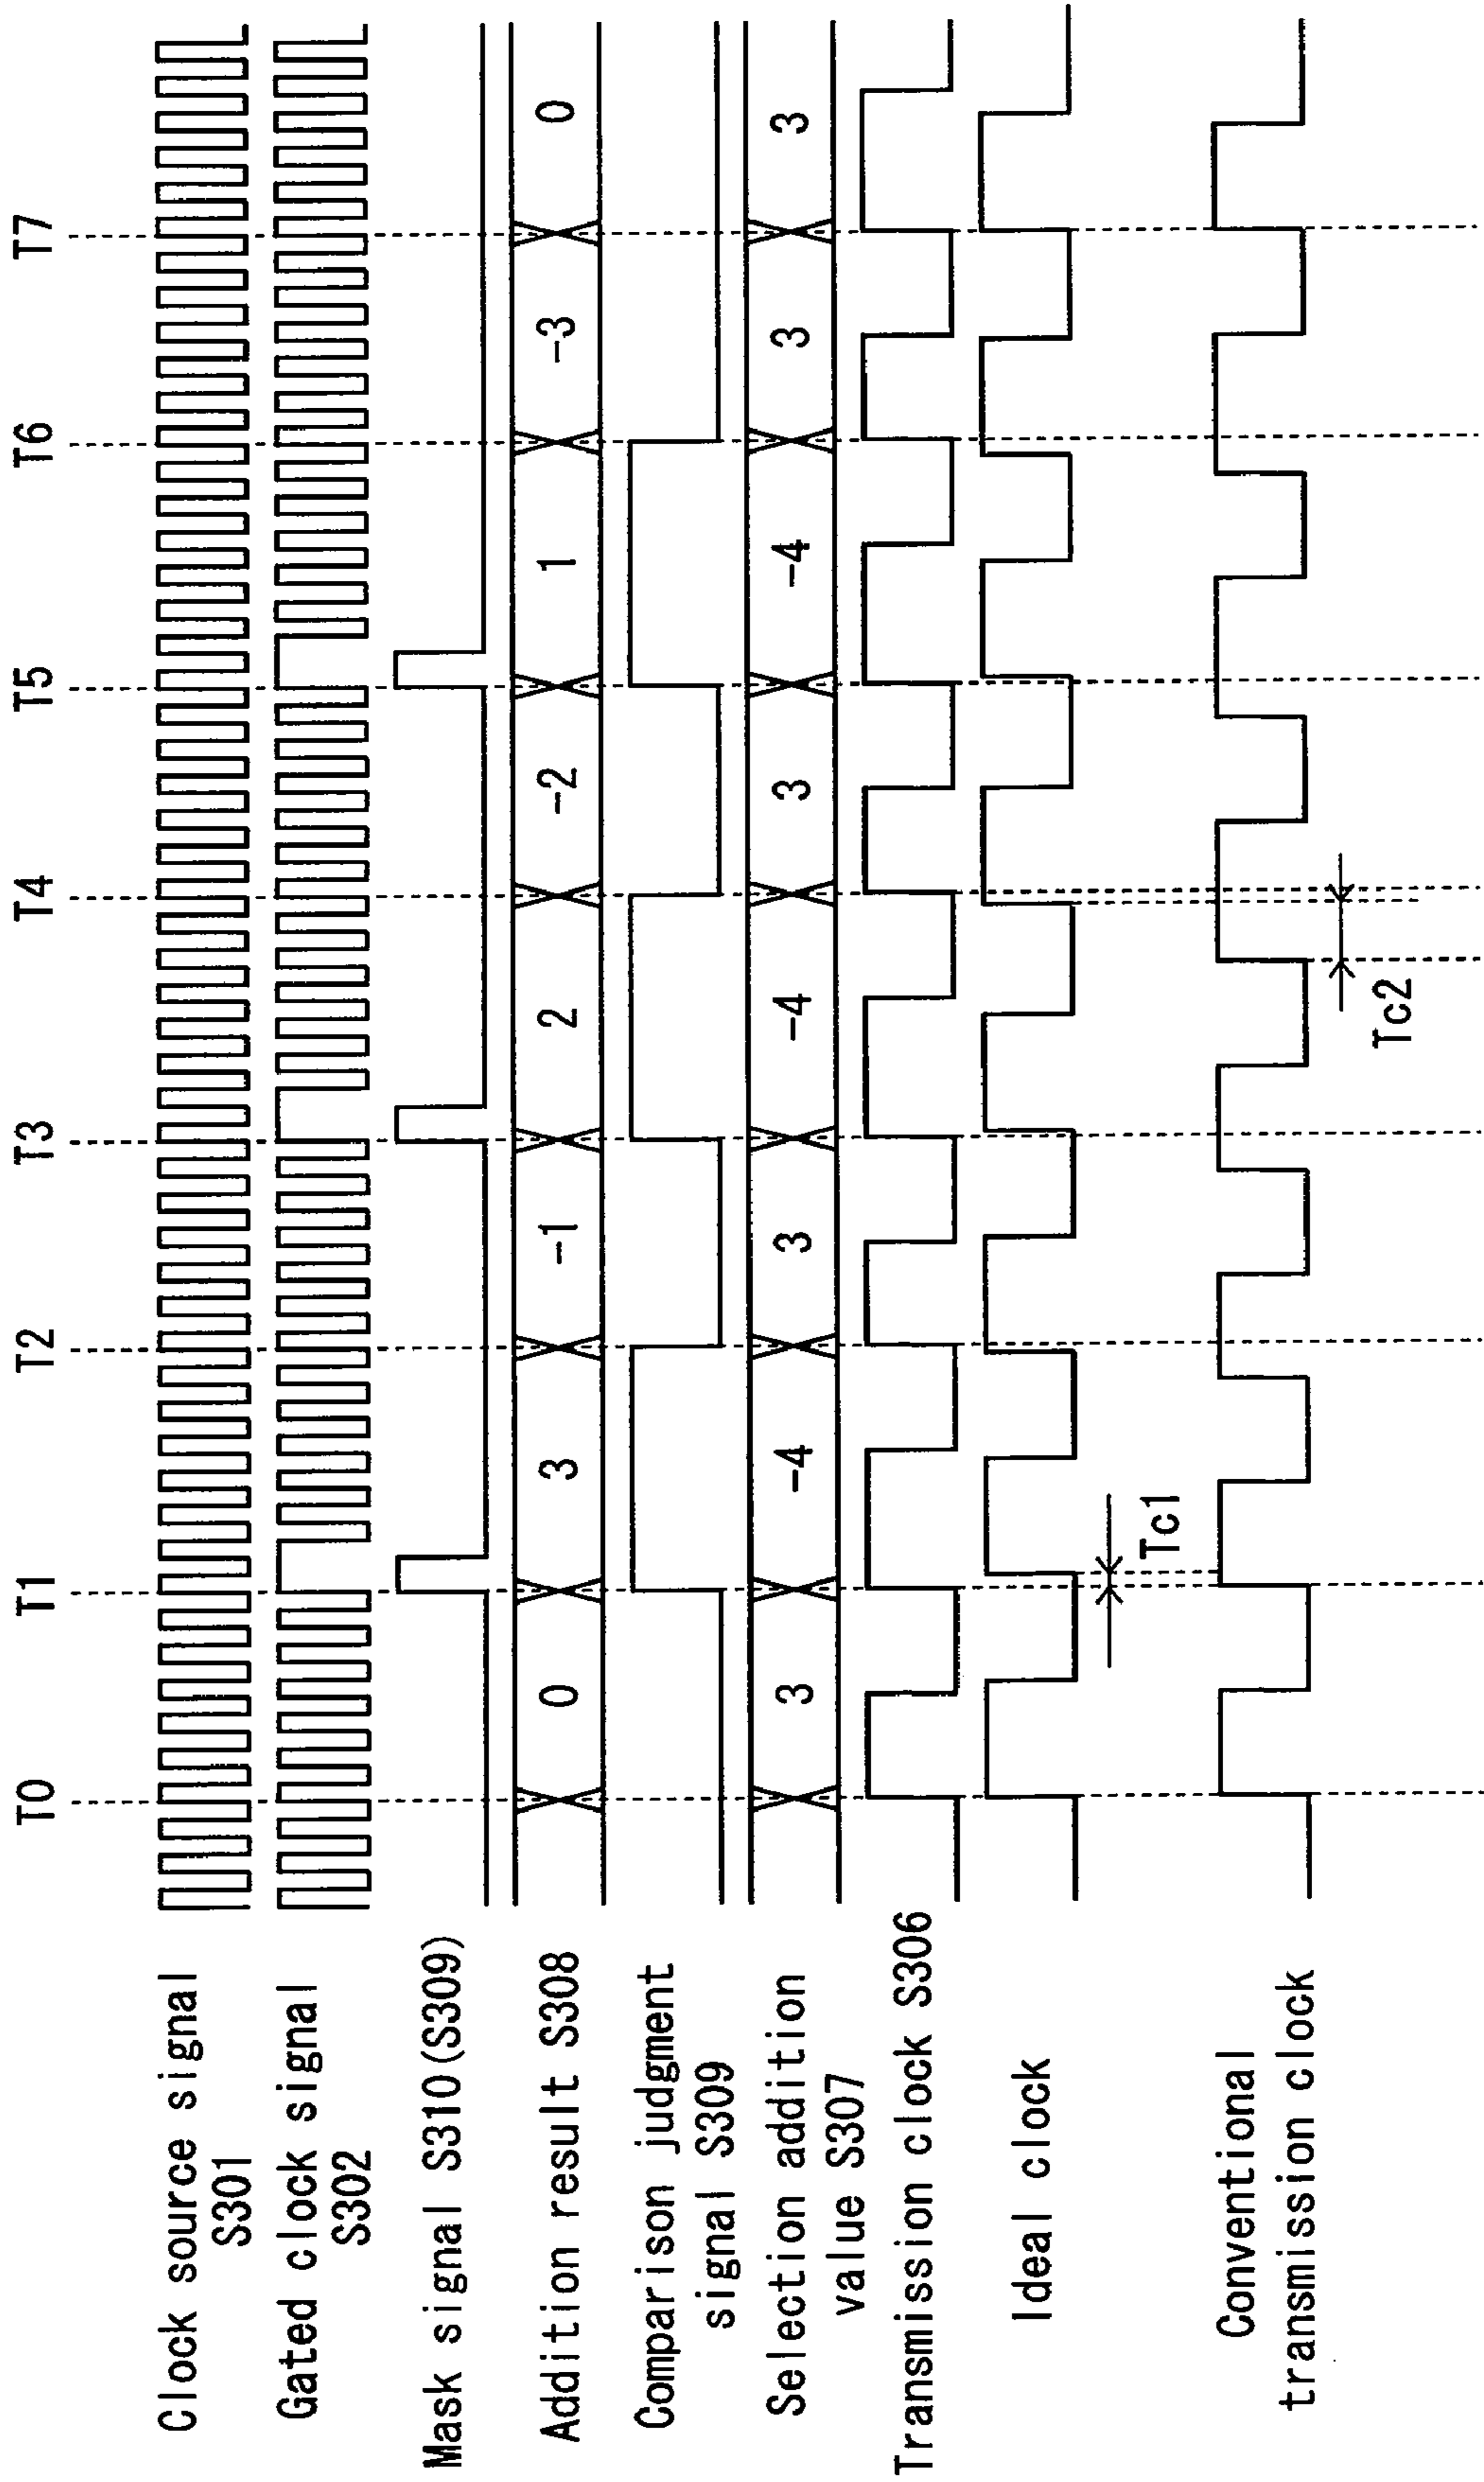 T0 T1 T2 T3 T4 T5 T6 T7
Clock source signal
S301
Gated clock signal
S302
Mask signal S310(S309)
Addition result S308
0 3 -1 2 -2 1 -3 0
Comparison judgment
signal S309
Selection addition
value S307
3 -4 3 -4 3 -4 3 3
Transmission clock S306
Ideal clock
Tc1
Conventional
transmission clock
Tc2